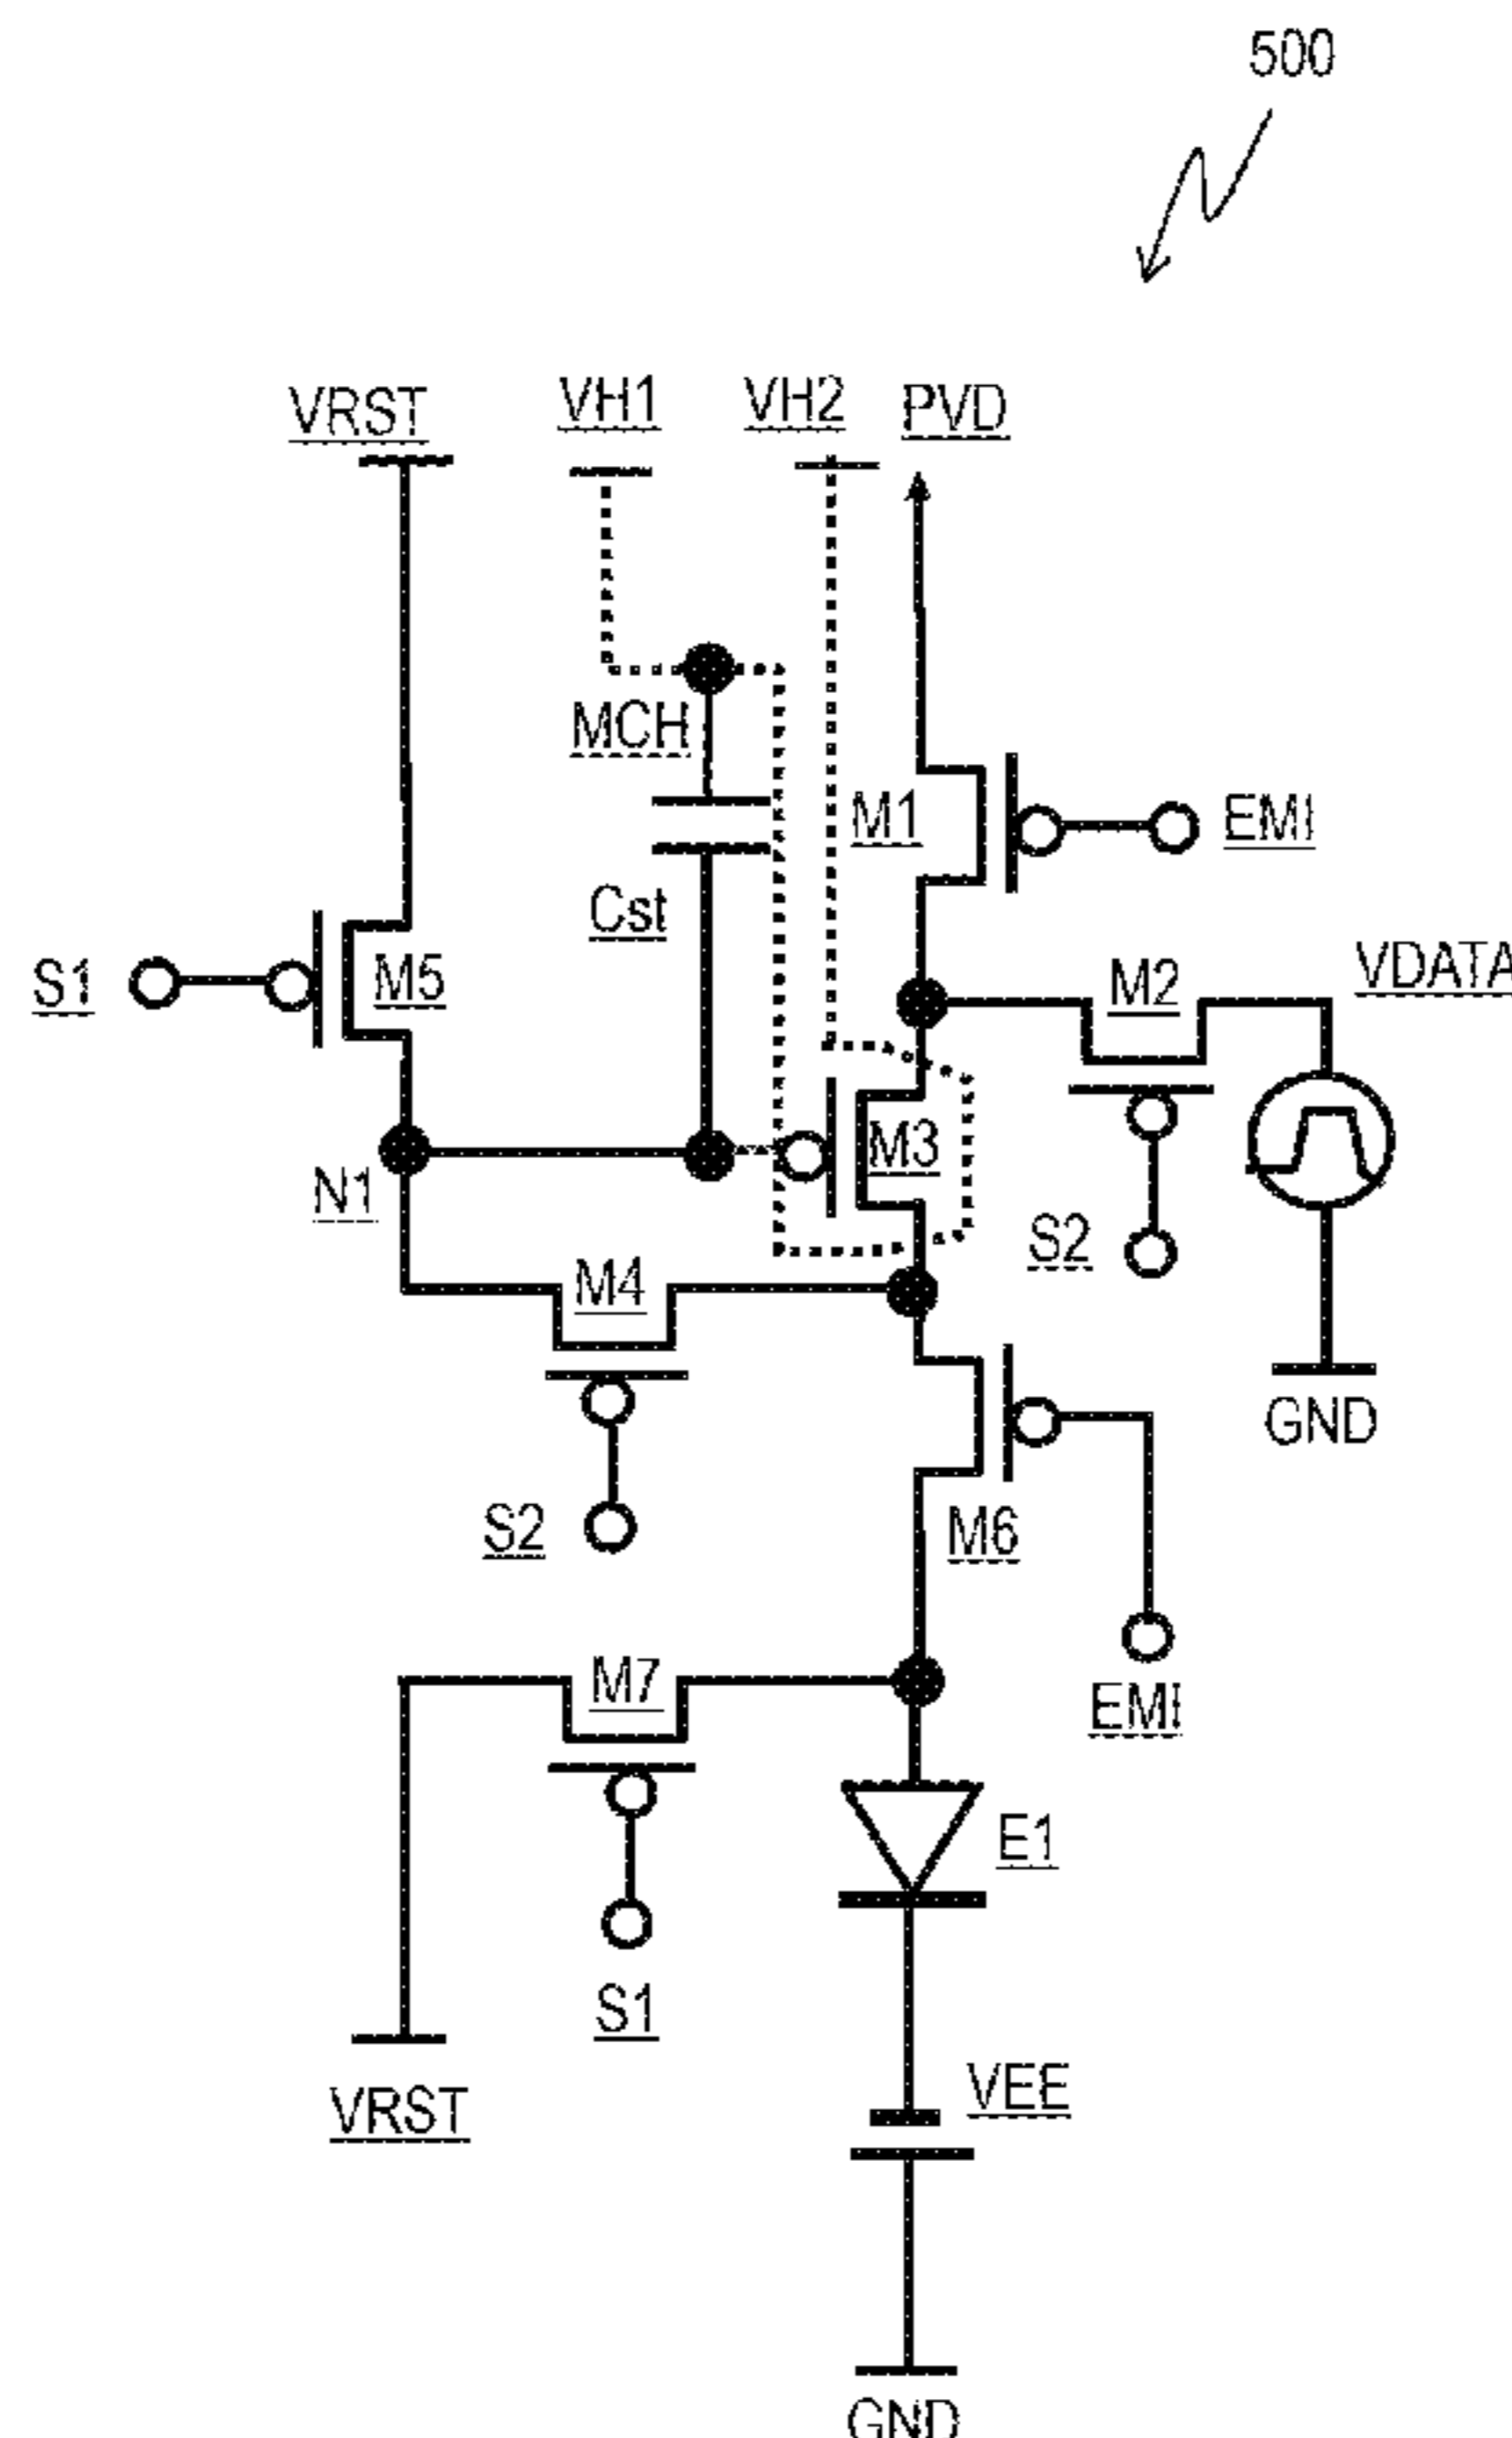 500
VRST
VH1
VH2
PVD
MCH
M1
EMI
Cst
S1
M5
M2
VDATA
M3
N1
S2
M4
GND
S2
M6
M7
EMI
E1
S1
VEE
VRST
GND